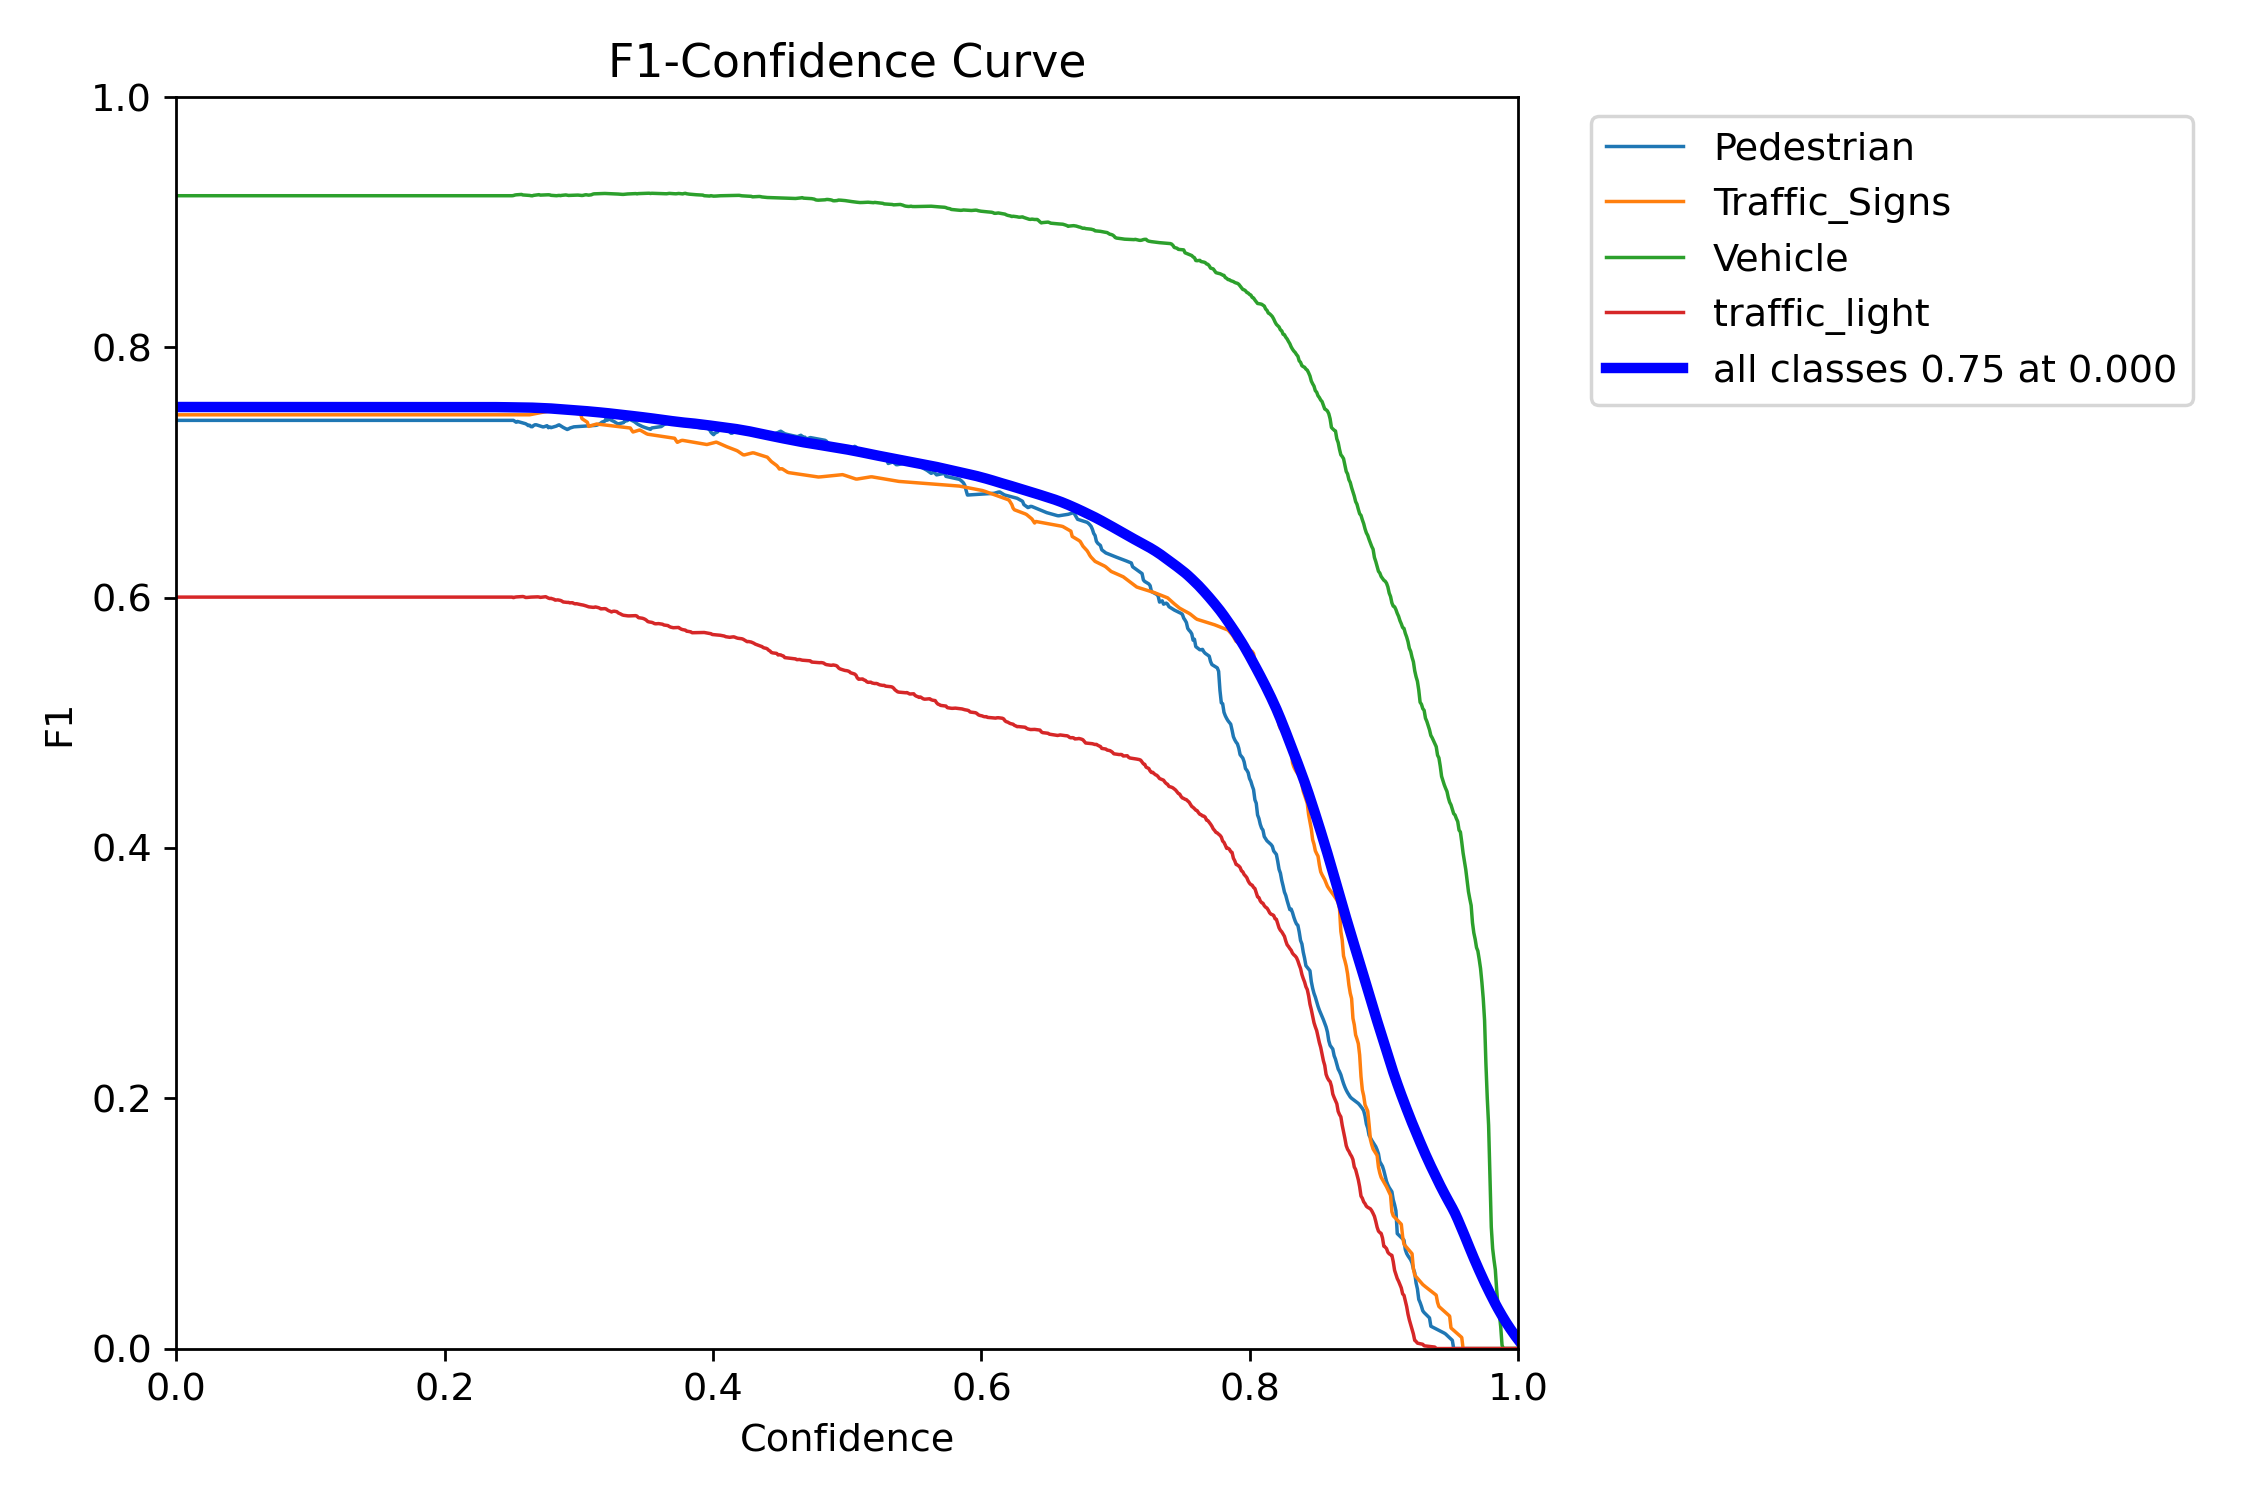 F1-Confidence Curve
1.0
0.8
0.6
0.4
0.2
0.0
F1
0.0 0.2 0.4 0.6 0.8 1.0
Confidence
Pedestrian
Traffic_Signs
Vehicle
traffic_light
all classes 0.75 at 0.000